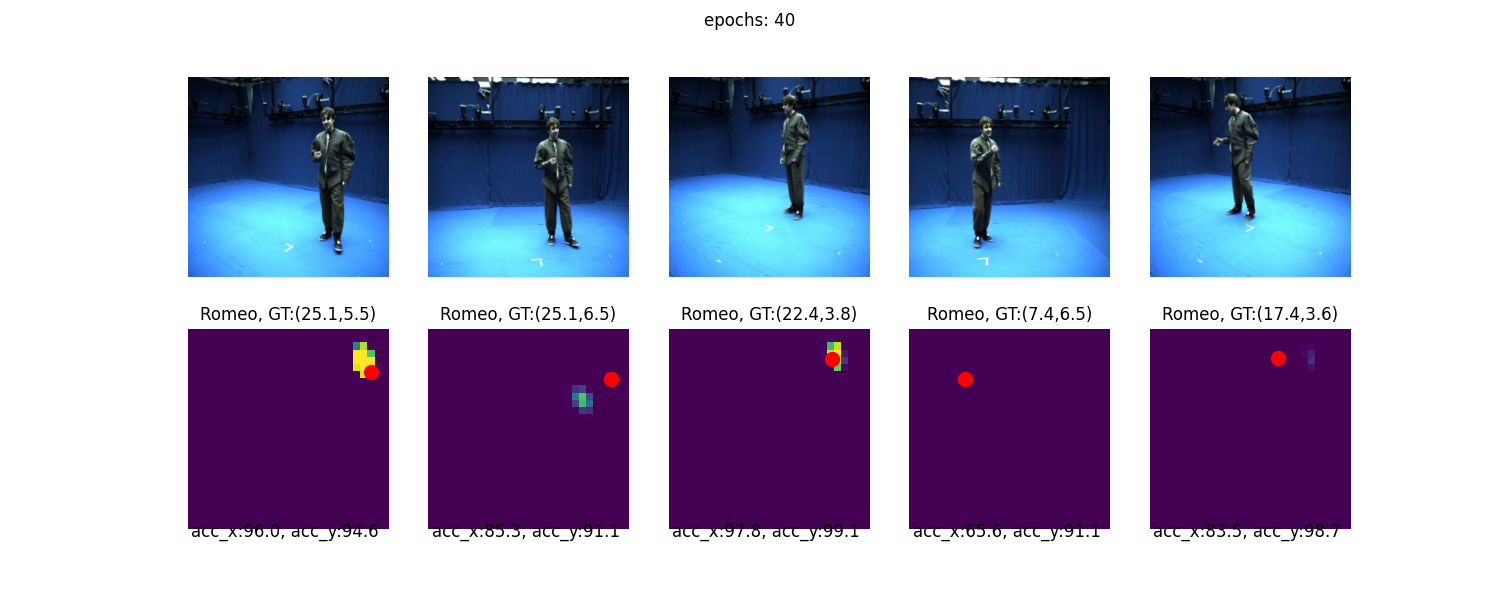 epochs: 40
Romeo, GT:(25.1,5.5)
Romeo, GT:(25.1,6.5)
Romeo, GT:(22.4,3.8)
Romeo, GT:(7.4,6.5)
Romeo, GT:(17.4,3.6)
acc_x:96.0, acc_y:94.6
acc_x:85.3, acc_y:91.1
acc_x:97.8, acc_y:99.1
acc_x:65.6, acc_y:91.1
acc_x:83.5, acc_y:98.7